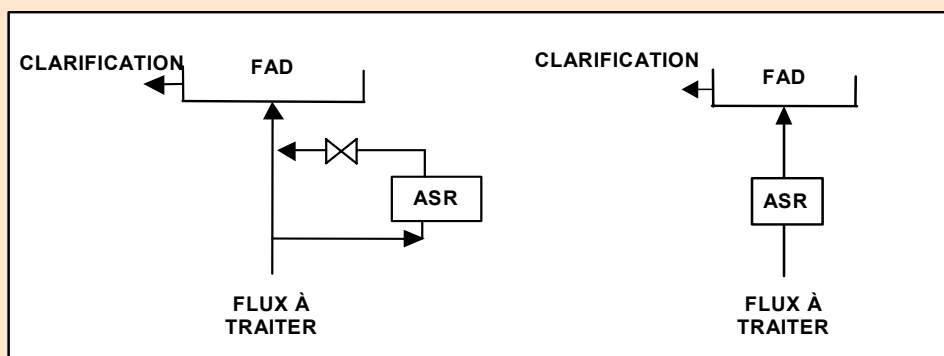 CLARIFICATION
FAD
ASR
FLUX À
TRAITER
CLARIFICATION
FAD
ASR
FLUX À
TRAITER